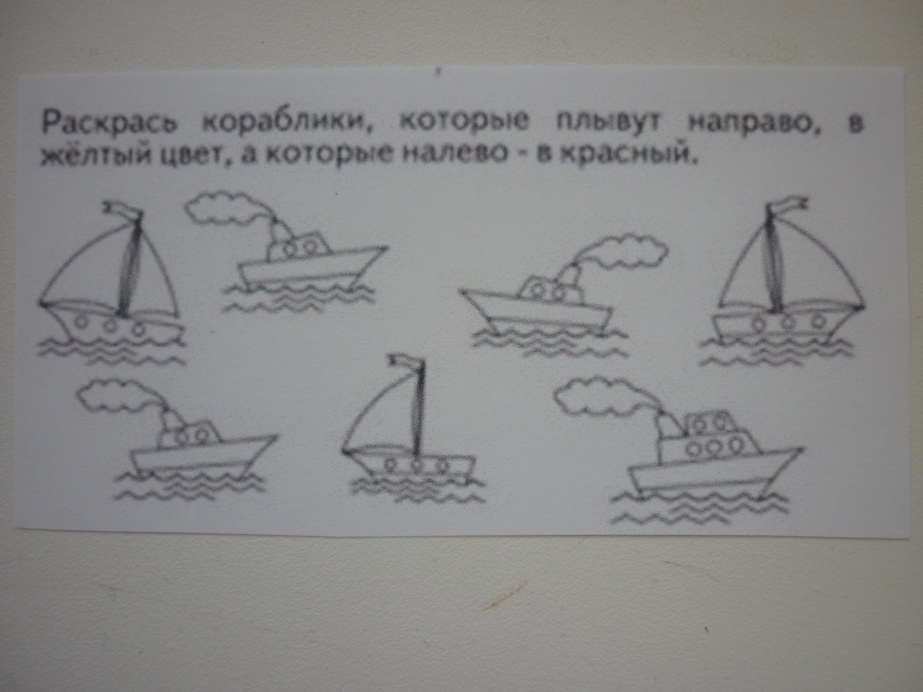 Раскрась кораблики, которые плывут направо, в
жёлтый цвет, а которые налево - в красный.